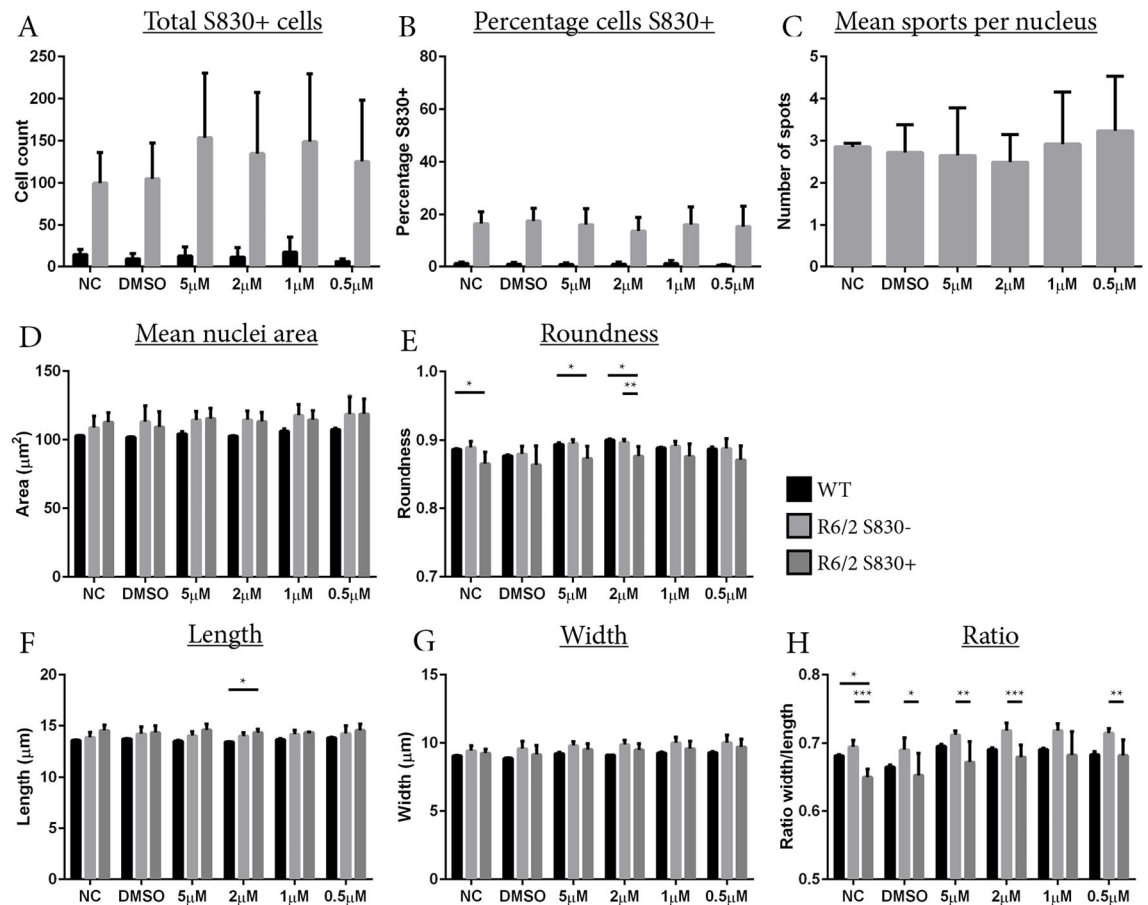 A Total S830+ cells
Cell count
250
200
150
100
50
0
NC DMSO 5μM 2μM 1μM 0.5μM
B Percentage cells S830+
Percentage S830+
80
60
40
20
0
NC DMSO 5μM 2μM 1μM 0.5μM
C Mean sports per nucleus
Number of spots
5
4
3
2
1
0
NC DMSO 5μM 2μM 1μM 0.5μM
D Mean nuclei area
Area (μm²)
150
100
50
0
NC DMSO 5μM 2μM 1μM 0.5μM
E Roundness
Roundness
1.0
0.9
0.8
0.7
* * * **
NC DMSO 5μM 2μM 1μM 0.5μM
WT
R6/2 S830-
R6/2 S830+
F Length
Length (μm)
20
15
10
5
0
*
NC DMSO 5μM 2μM 1μM 0.5μM
G Width
Width (μm)
15
10
5
0
NC DMSO 5μM 2μM 1μM 0.5μM
H Ratio
Ratio width/length
0.8
0.7
0.6
0.5
* *** * ** *** **
NC DMSO 5μM 2μM 1μM 0.5μM